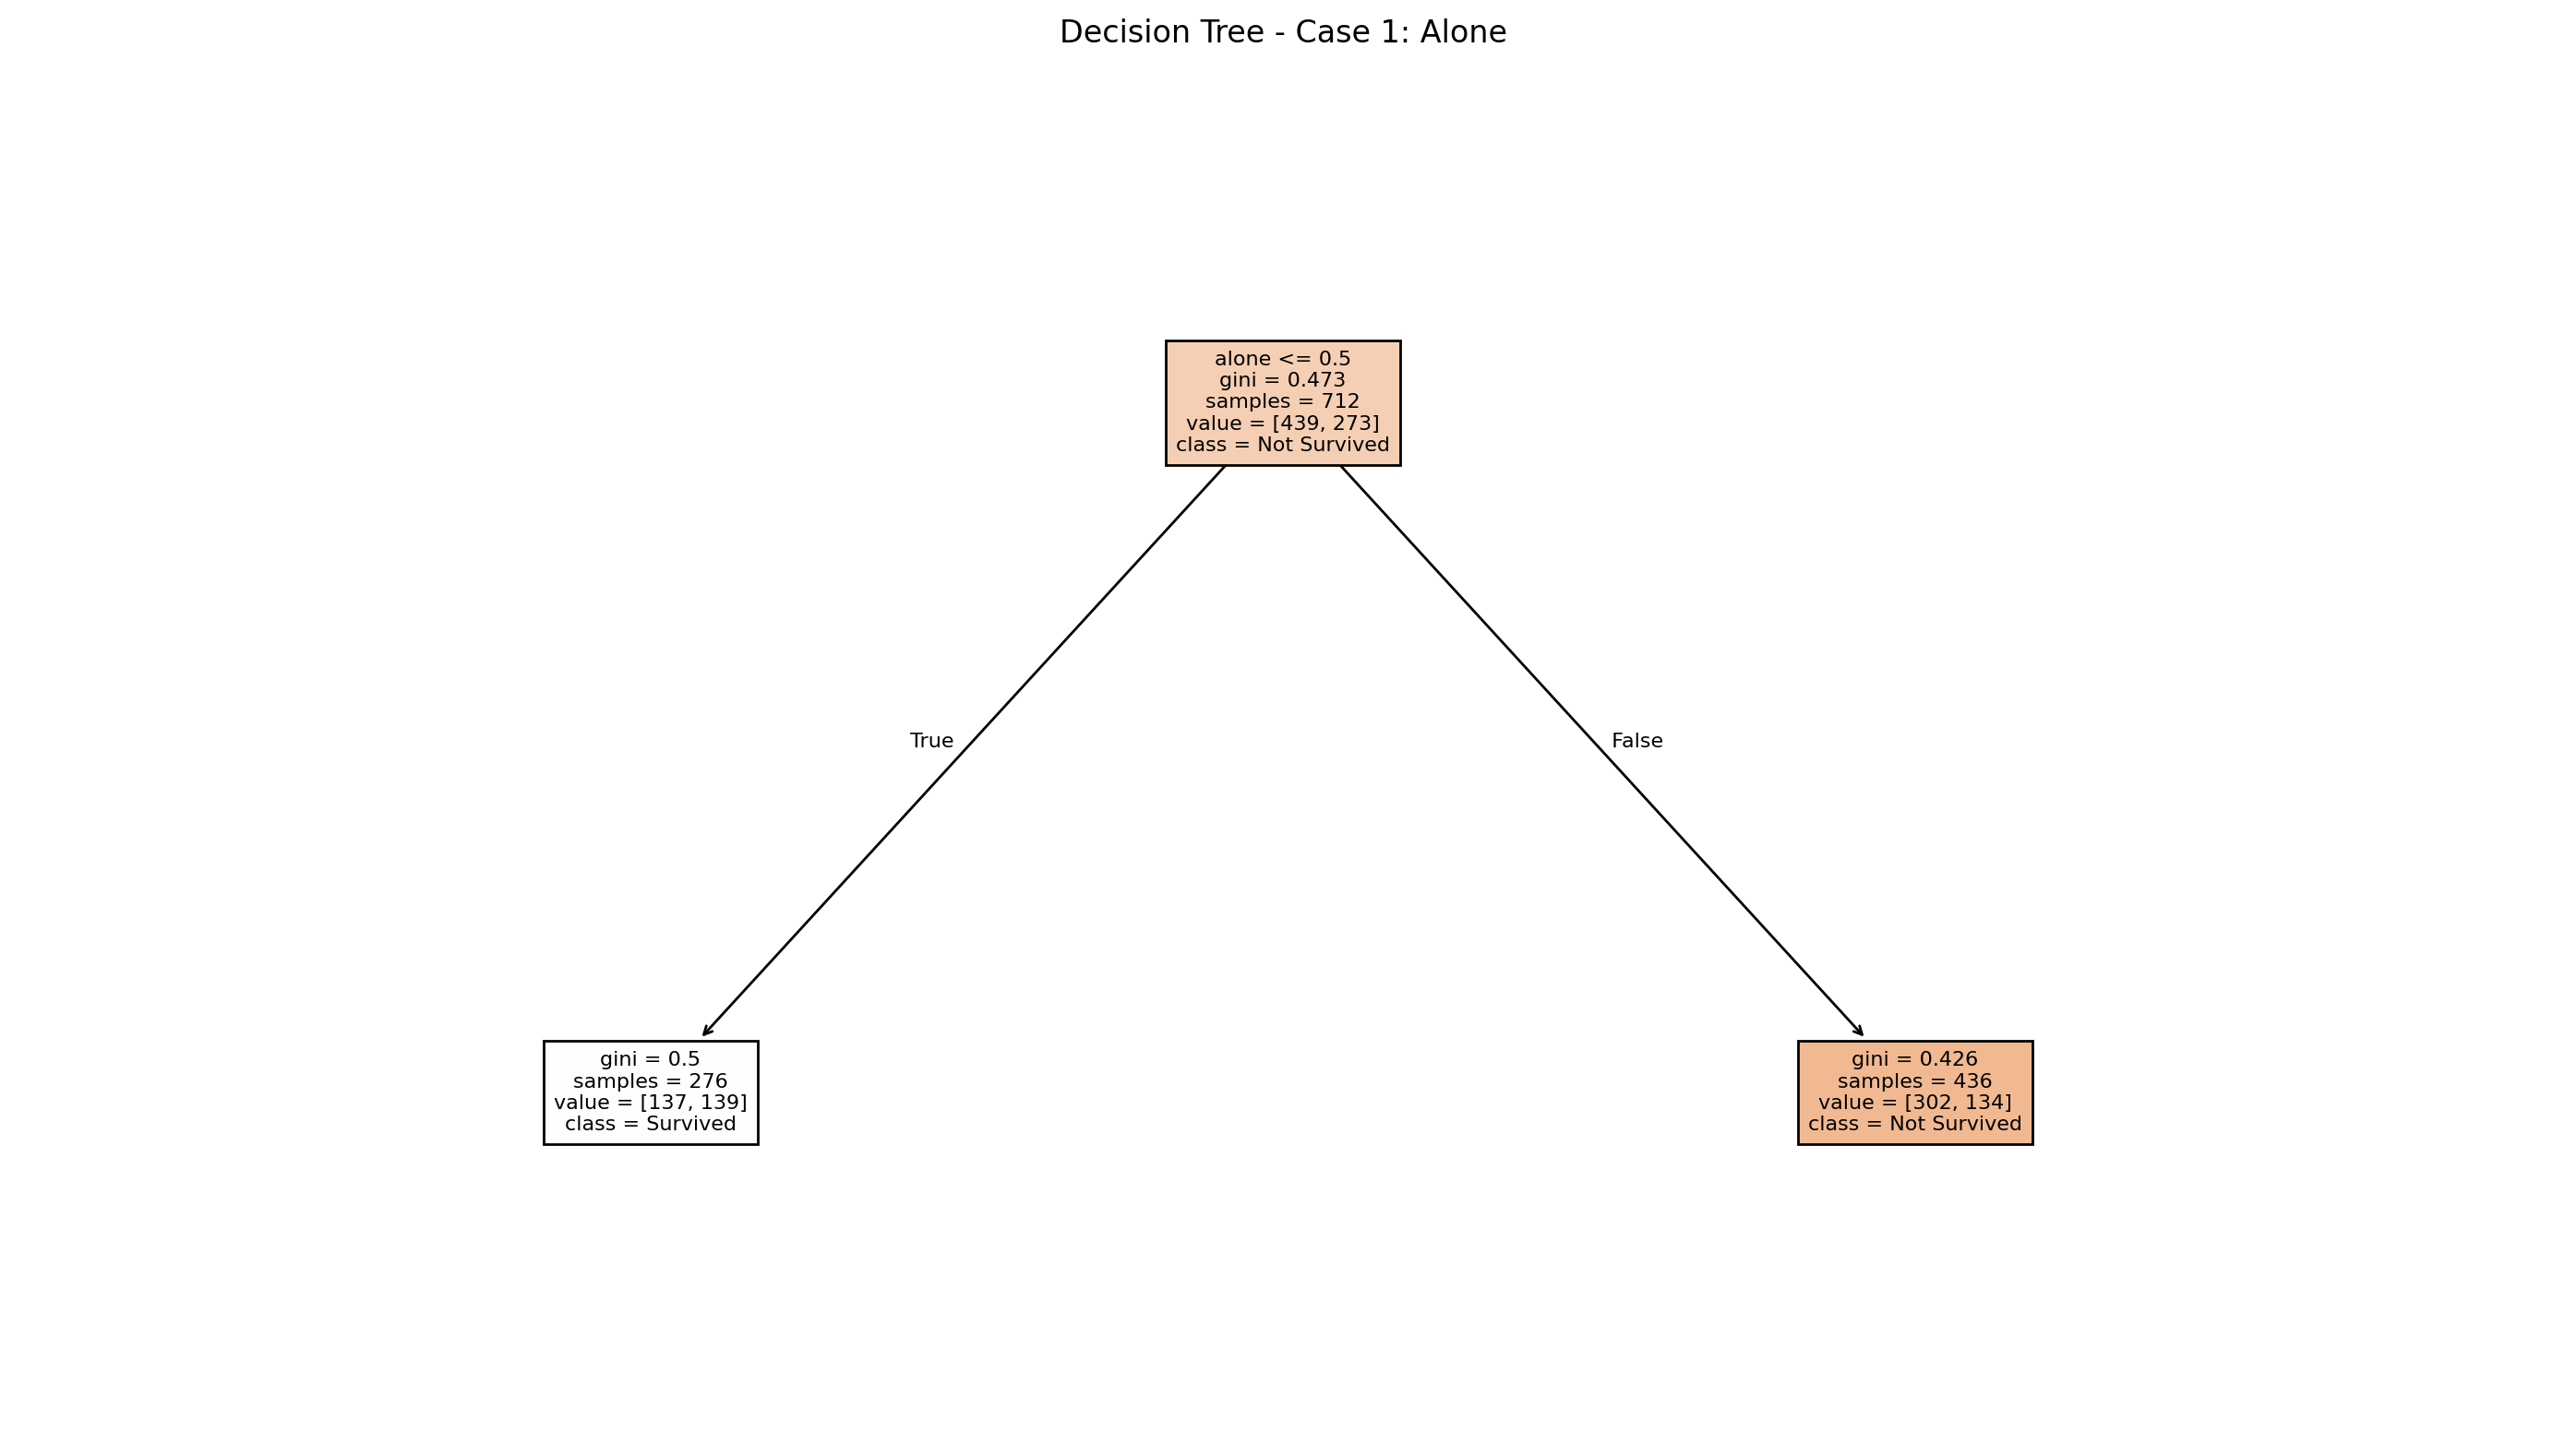 Decision Tree - Case 1: Alone
alone <= 0.5
gini = 0.473
samples = 712
value = [439, 273]
class = Not Survived
True
False
gini = 0.5
samples = 276
value = [137, 139]
class = Survived
gini = 0.426
samples = 436
value = [302, 134]
class = Not Survived